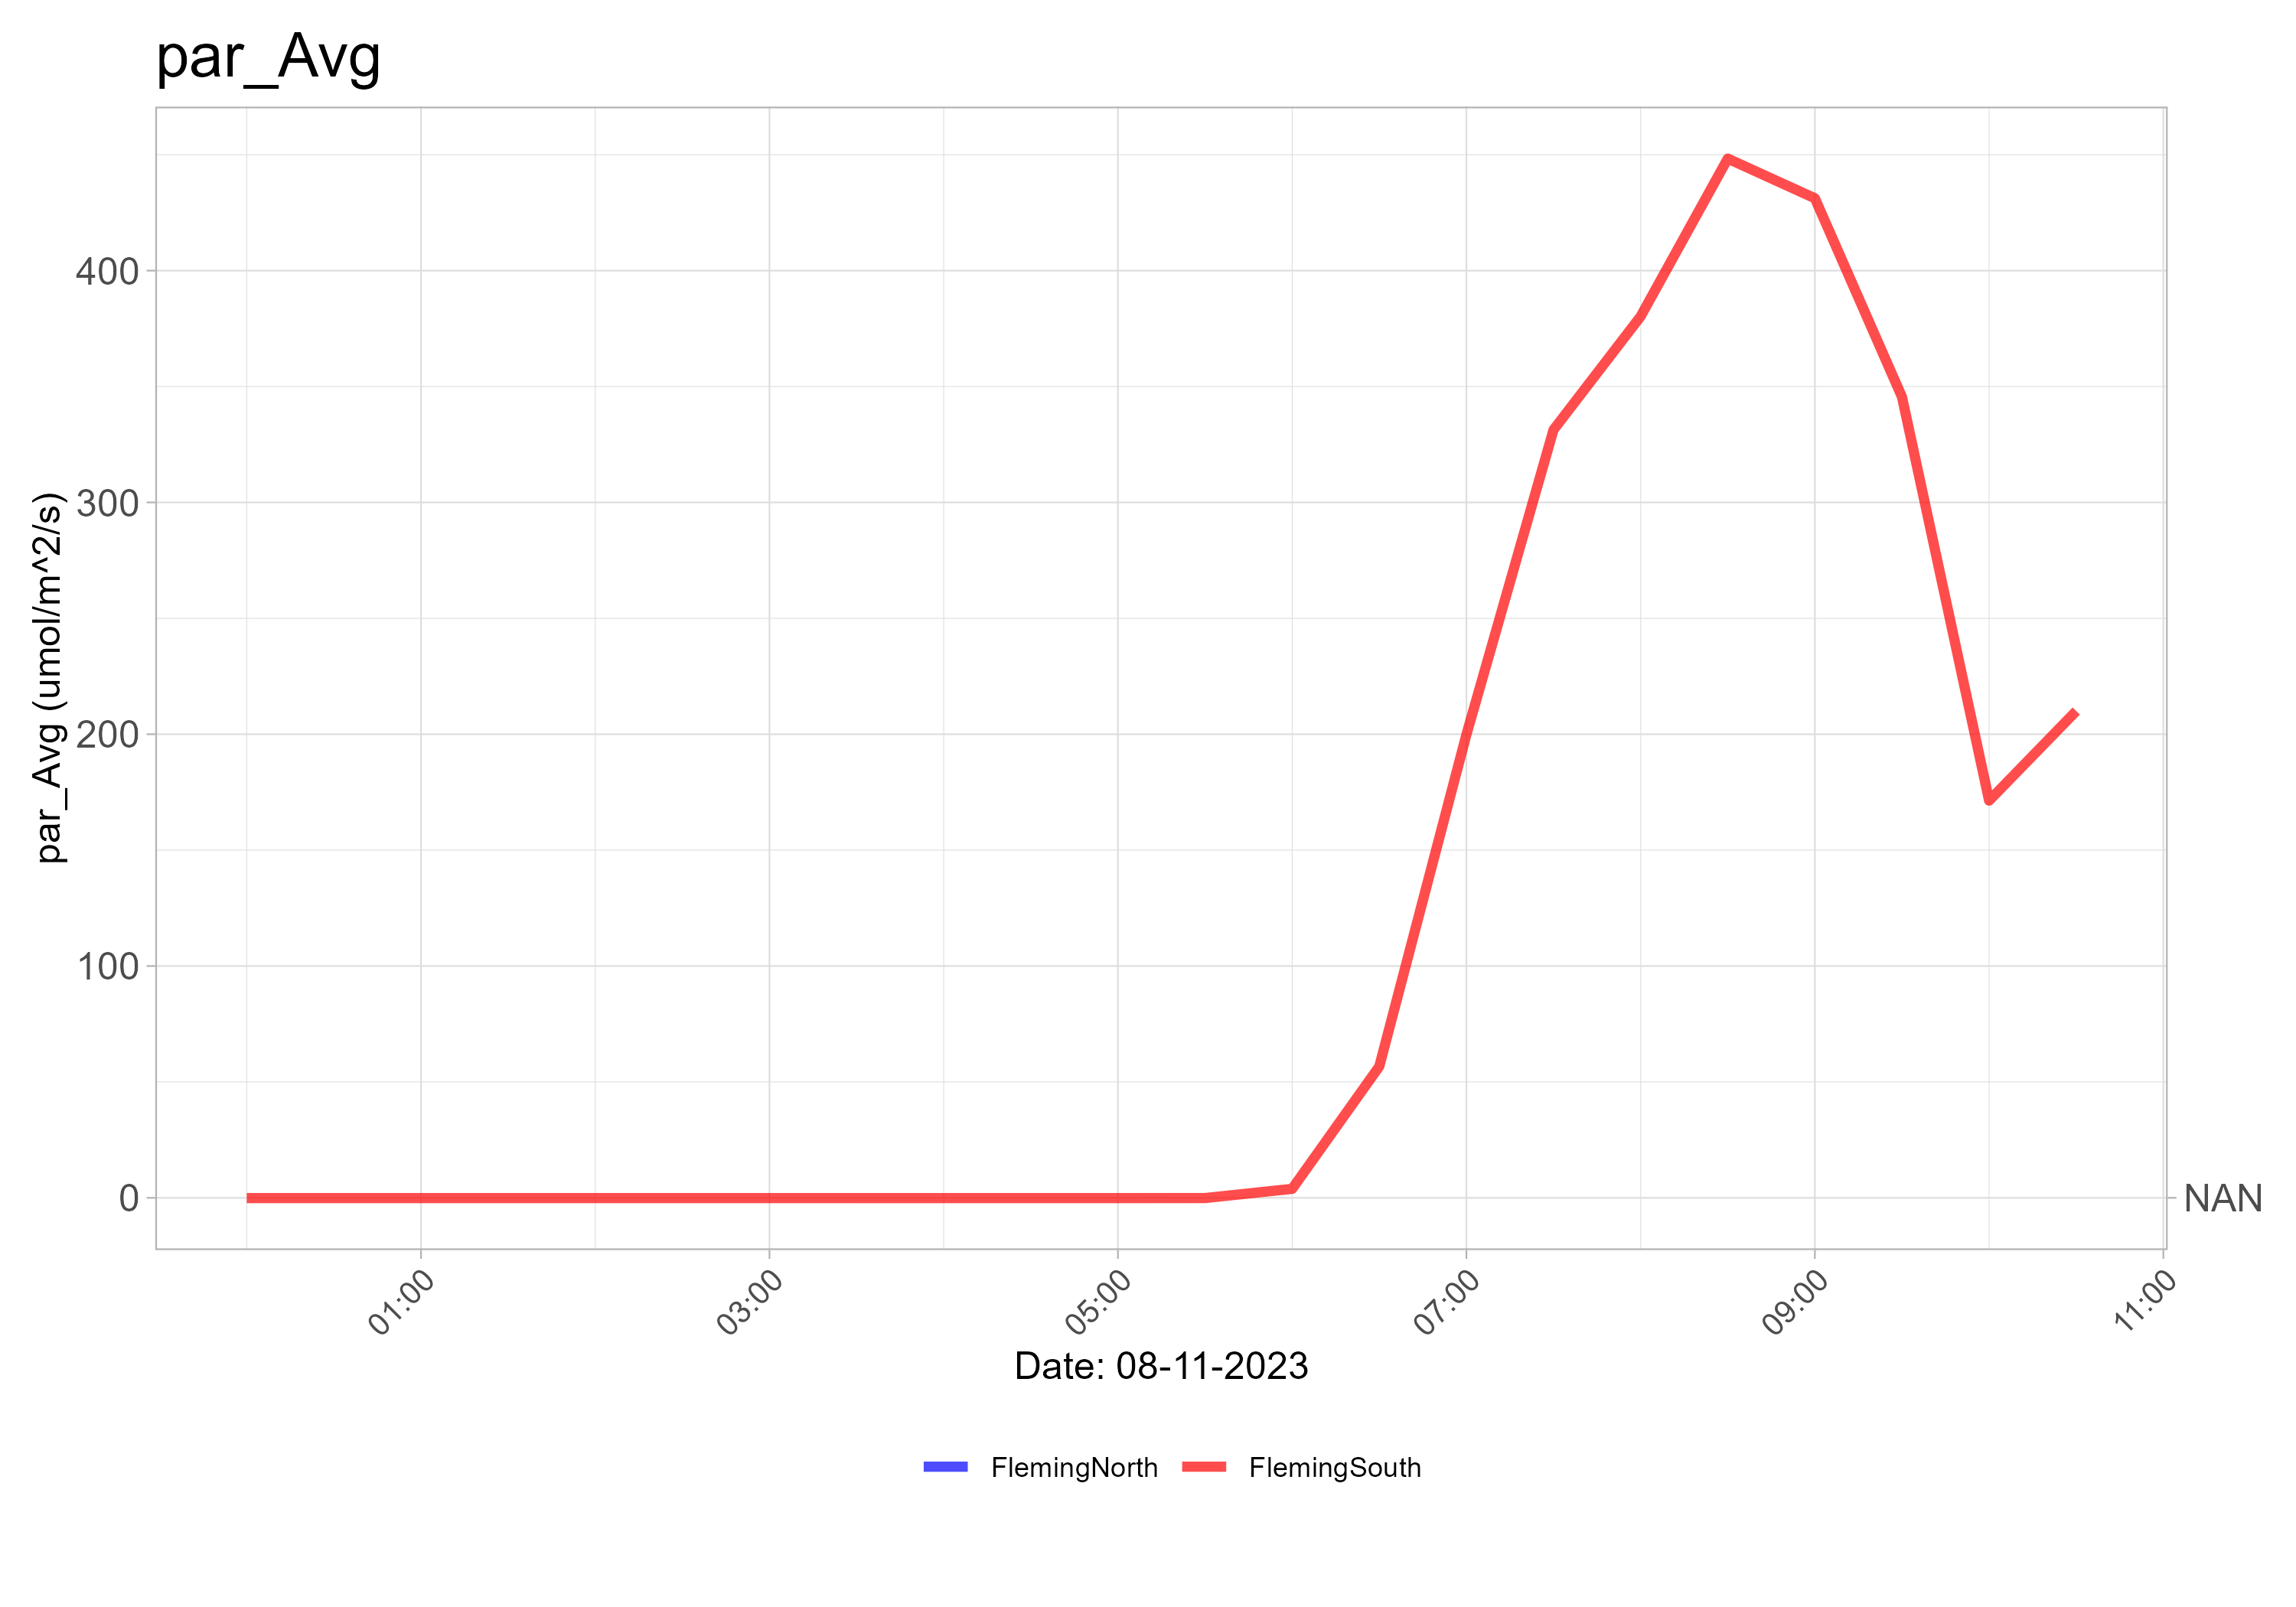 par_Avg
par_Avg (umol/m^2/s)
400
300
200
100
0
NAN
01:00
03:00
05:00
07:00
09:00
11:00
Date: 08-11-2023
FlemingNorth
FlemingSouth